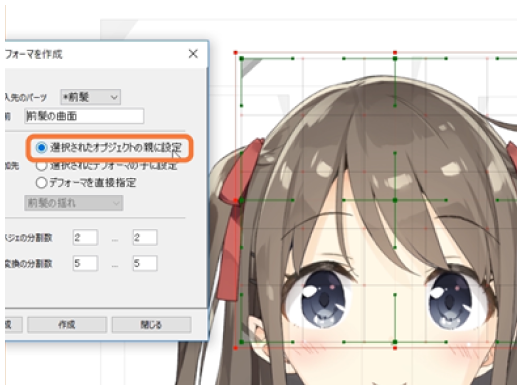 フォーマを作成
入先のパーツ *前髪
前 前髪の曲面
選択されたオブジェクトの親に設定
加先 選択されたデフォーマの子に設定
デフォーマを直接指定
前髪の揺れ
ベジェの分割数 2 ... 2
変換の分割数 5 ... 5
成 作成 閉じる